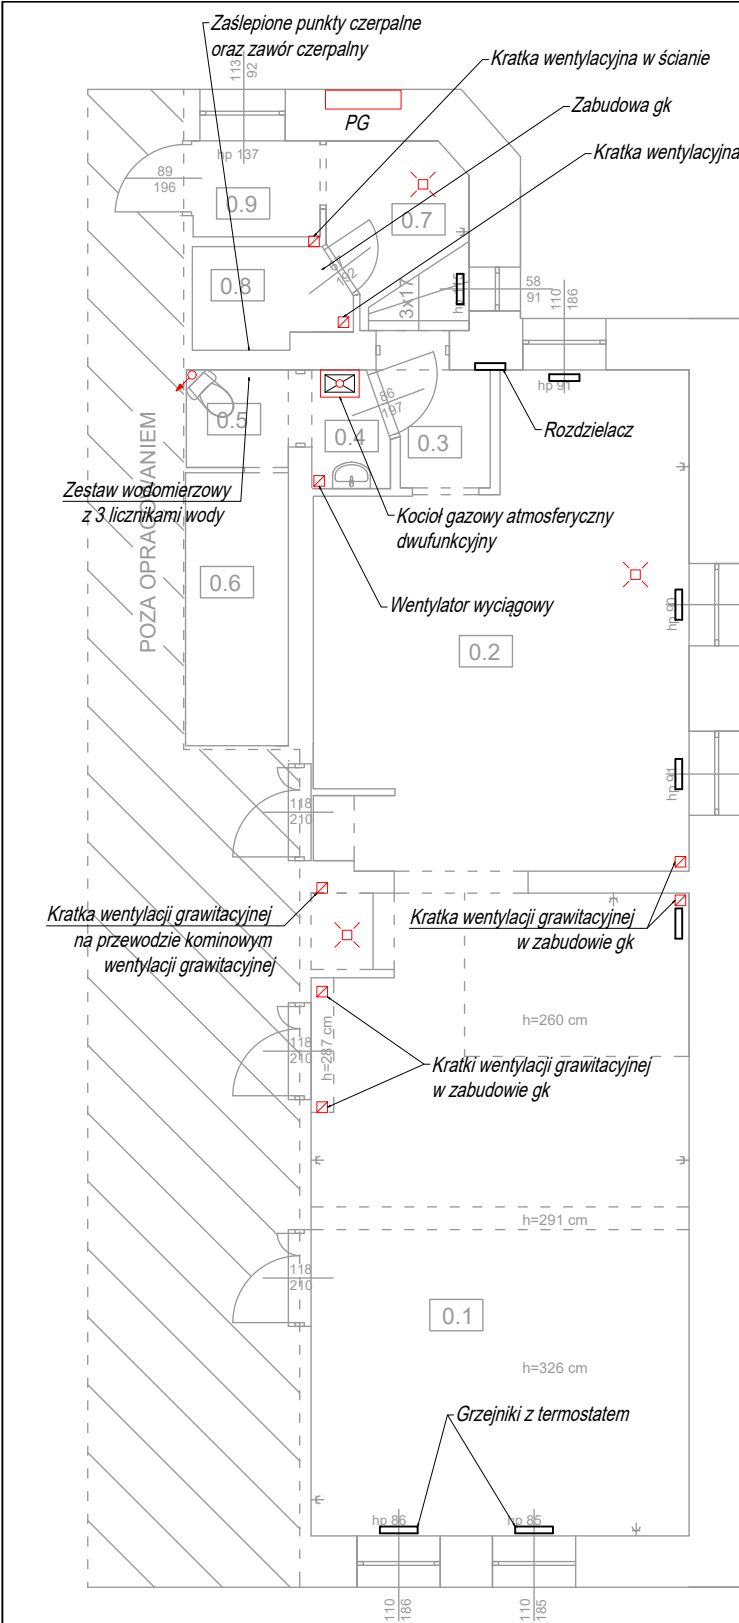 Zaślepione punkty czerpalne
oraz zawór czerpalny
113
92
Kratka wentylacyjna w ścianie
PG
Zabudowa gk
Kratka wentylacyjna
hp 137
89
196
0.9
0.7
0.8
192
3x17
58
91
110
186
hp 91
86
197
Rozdzielacz
0.5
0.4
0.3
POZA OPRACOWANIEM
Zestaw wodomierzowy
z 3 licznikami wody
Kocioł gazowy atmosferyczny
dwufunkcyjny
0.6
Wentylator wyciągowy
hp 90
0.2
hp 91
118
210
Kratka wentylacji grawitacyjnej
na przewodzie kominowym
wentylacji grawitacyjnej
Kratka wentylacji grawitacyjnej
w zabudowie gk
h=260 cm
h=287 cm
118
210
Kratki wentylacji grawitacyjnej
w zabudowie gk
h=291 cm
118
210
0.1
h=326 cm
Grzejniki z termostatem
hp 86
hp 85
110
186
110
185